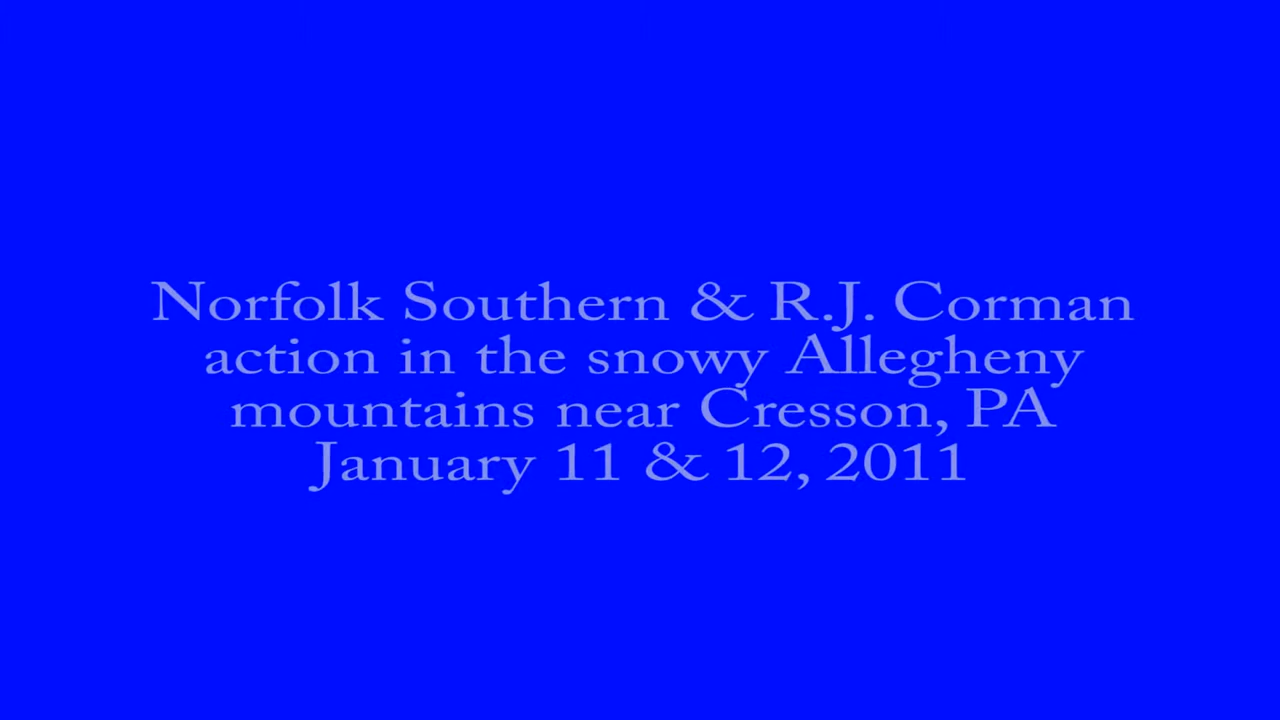 Norfolk Southern & R.J. Corman
action in the snowy Allegheny
mountains near Cresson, PA
January 11 & 12, 2011